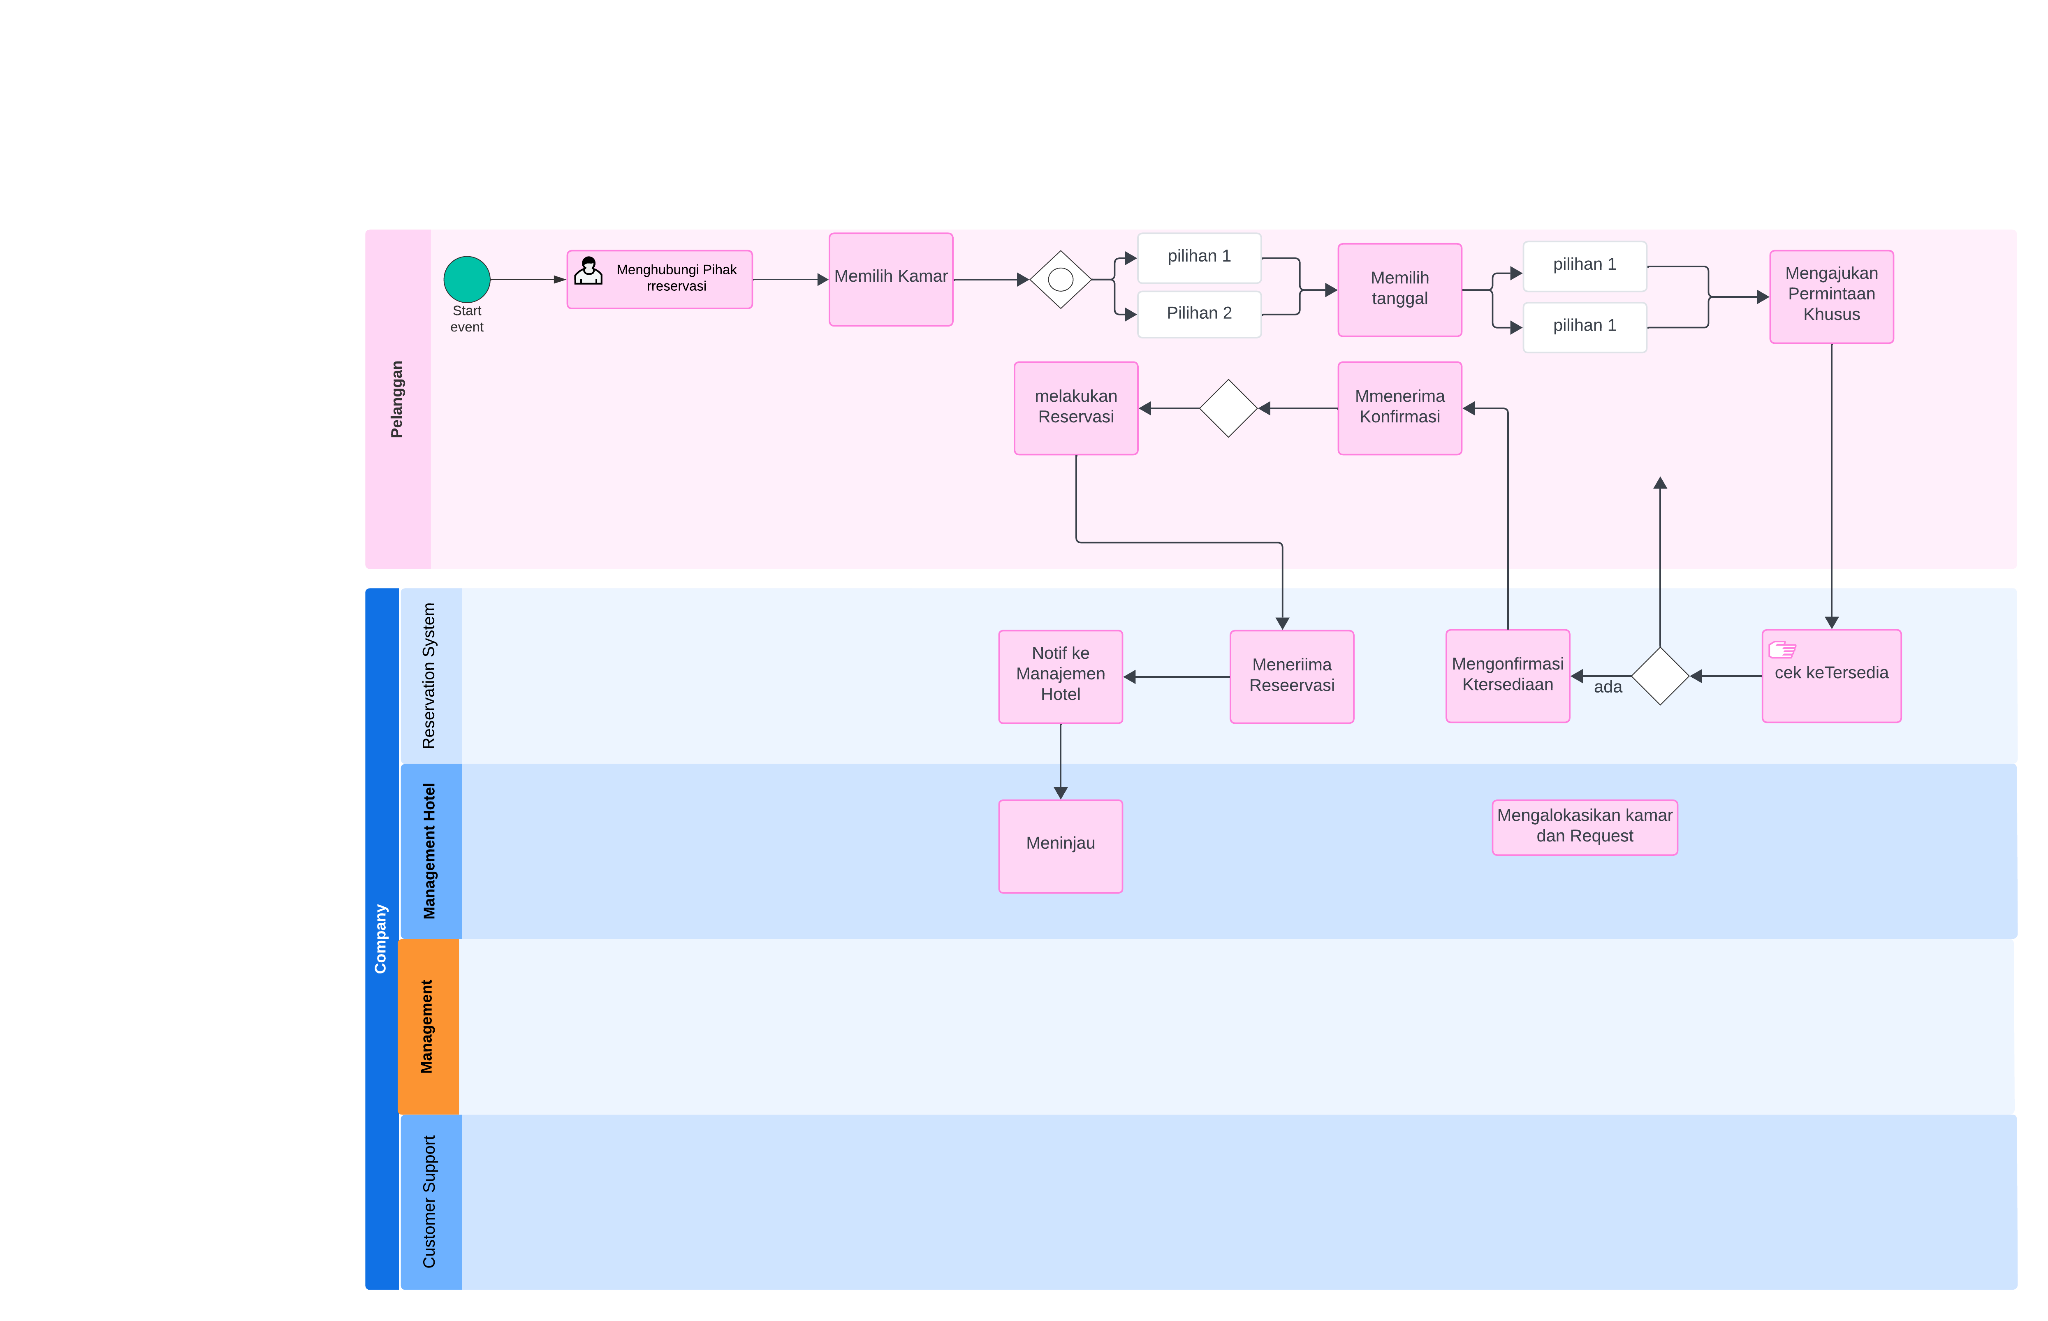 Pelanggan
Start
event
Menghubungi Pihak
rreservasi
Memilih Kamar
pilihan 1
Pilihan 2
Memilih
tanggal
pilihan 1
pilihan 1
Mengajukan
Permintaan
Khusus
melakukan
Reservasi
Mmenerima
Konfirmasi
Company
Reservation System
Notif ke
Manajemen
Hotel
Meneriima
Reseervasi
Mengonfirmasi
Ktersediaan
ada
cek keTersedia
Management Hotel
Meninjau
Mengalokasikan kamar
dan Request
Management
Customer Support